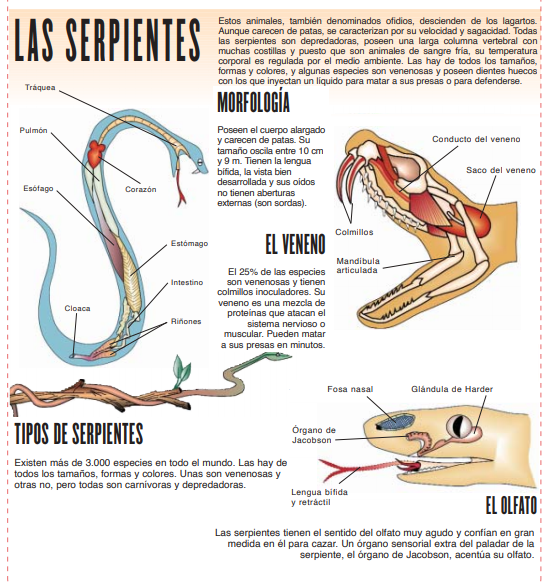 LAS SERPIENTES
Estos animales, también denominados ofidios, descienden de los lagartos.
Aunque carecen de patas, se caracterizan por su velocidad y sagacidad. Todas
las serpientes son depredadoras, poseen una larga columna vertebral con
muchas costillas y puesto que son animales de sangre fría, su temperatura
corporal es regulada por el medio ambiente. Las hay de todos los tamaños,
formas y colores, y algunas especies son venenosas y poseen dientes huecos
con los que inyectan un líquido para matar a sus presas o para defenderse.
Tráquea
Pulmón
Esófago
Corazón
Estómago
Intestino
Cloaca
Riñones
MORFOLOGÍA
Poseen el cuerpo alargado
y carecen de patas. Su
tamaño oscila entre 10 cm
y 9 m. Tienen la lengua
bífida, la vista bien
desarrollada y sus oídos
no tienen aberturas
externas (son sordas).
Conducto del veneno
Saco del veneno
Colmillos
Mandíbula
articulada
EL VENENO
El 25% de las especies
son venenosas y tienen
colmillos inoculadores. Su
veneno es una mezcla de
proteínas que atacan el
sistema nervioso o
muscular. Pueden matar
a sus presas en minutos.
TIPOS DE SERPIENTES
Existen más de 3.000 especies en todo el mundo. Las hay de
todos los tamaños, formas y colores. Unas son venenosas y
otras no, pero todas son carnívoras y depredadoras.
Fosa nasal
Glándula de Harder
Órgano de
Jacobson
Lengua bífida
y retráctil
EL OLFATO
Las serpientes tienen el sentido del olfato muy agudo y confían en gran
medida en él para cazar. Un órgano sensorial extra del paladar de la
serpiente, el órgano de Jacobson, acentúa su olfato.